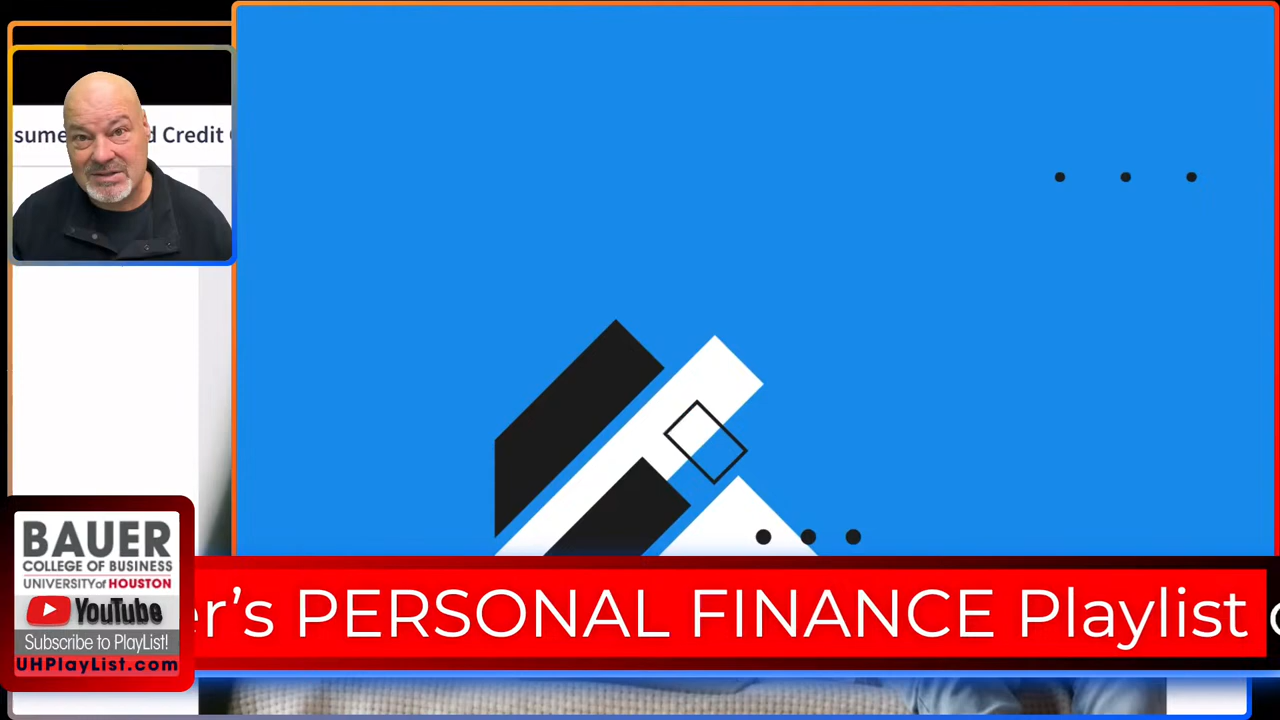 sume d Credit
BAUER
COLLEGE OF BUSINESS
UNIVERSITY of HOUSTON
YouTube
Subscribe to PlayList!
UHPlayList.com
er's PERSONAL FINANCE Playlist